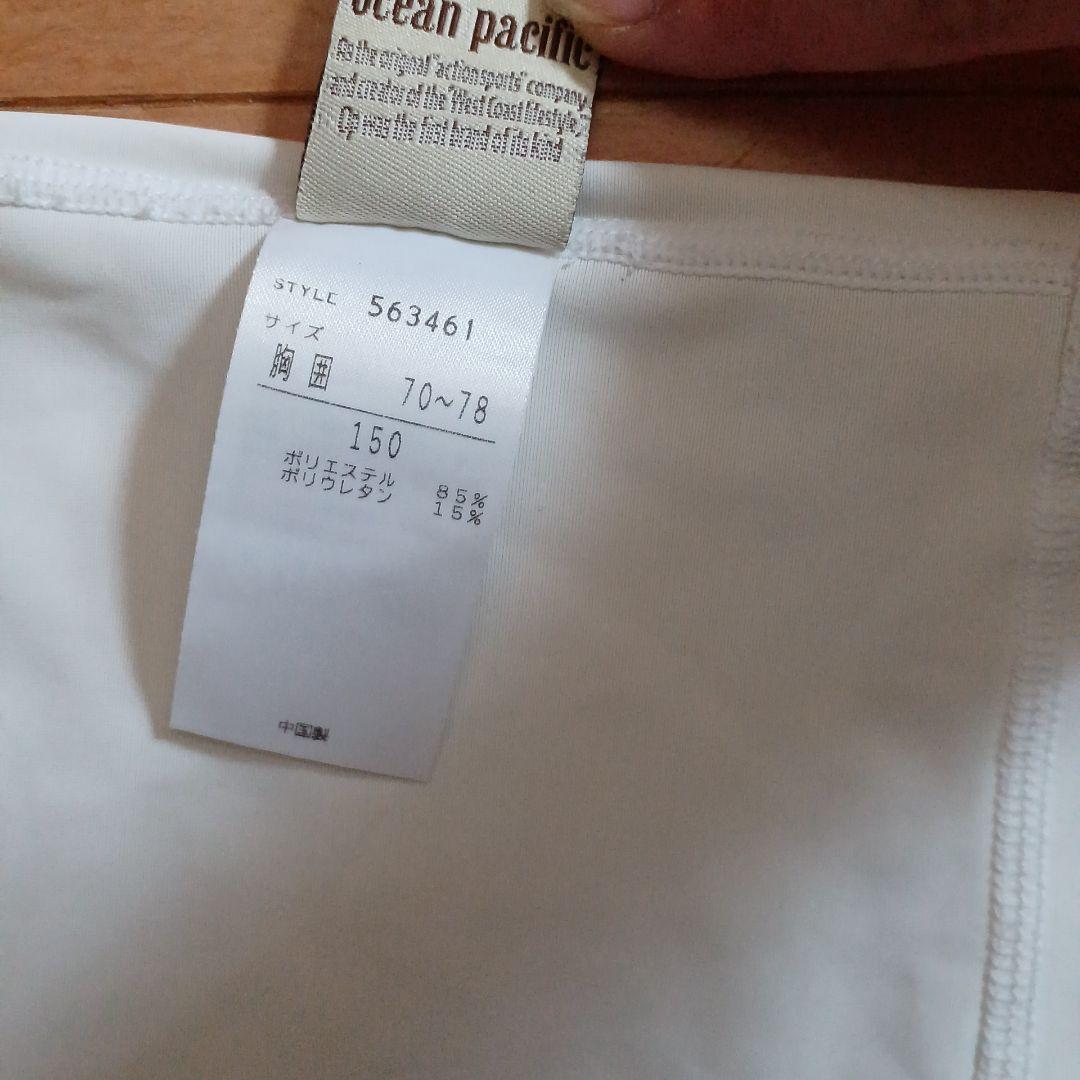 ocean pacific
As the original "action sports" company
and creator of the "West Coast lifestyle,"
Op was the first brand of its kind
STYLE 563461
サイズ
胸囲 70~78
150
ポリエステル 85%
ポリウレタン 15%
中国製